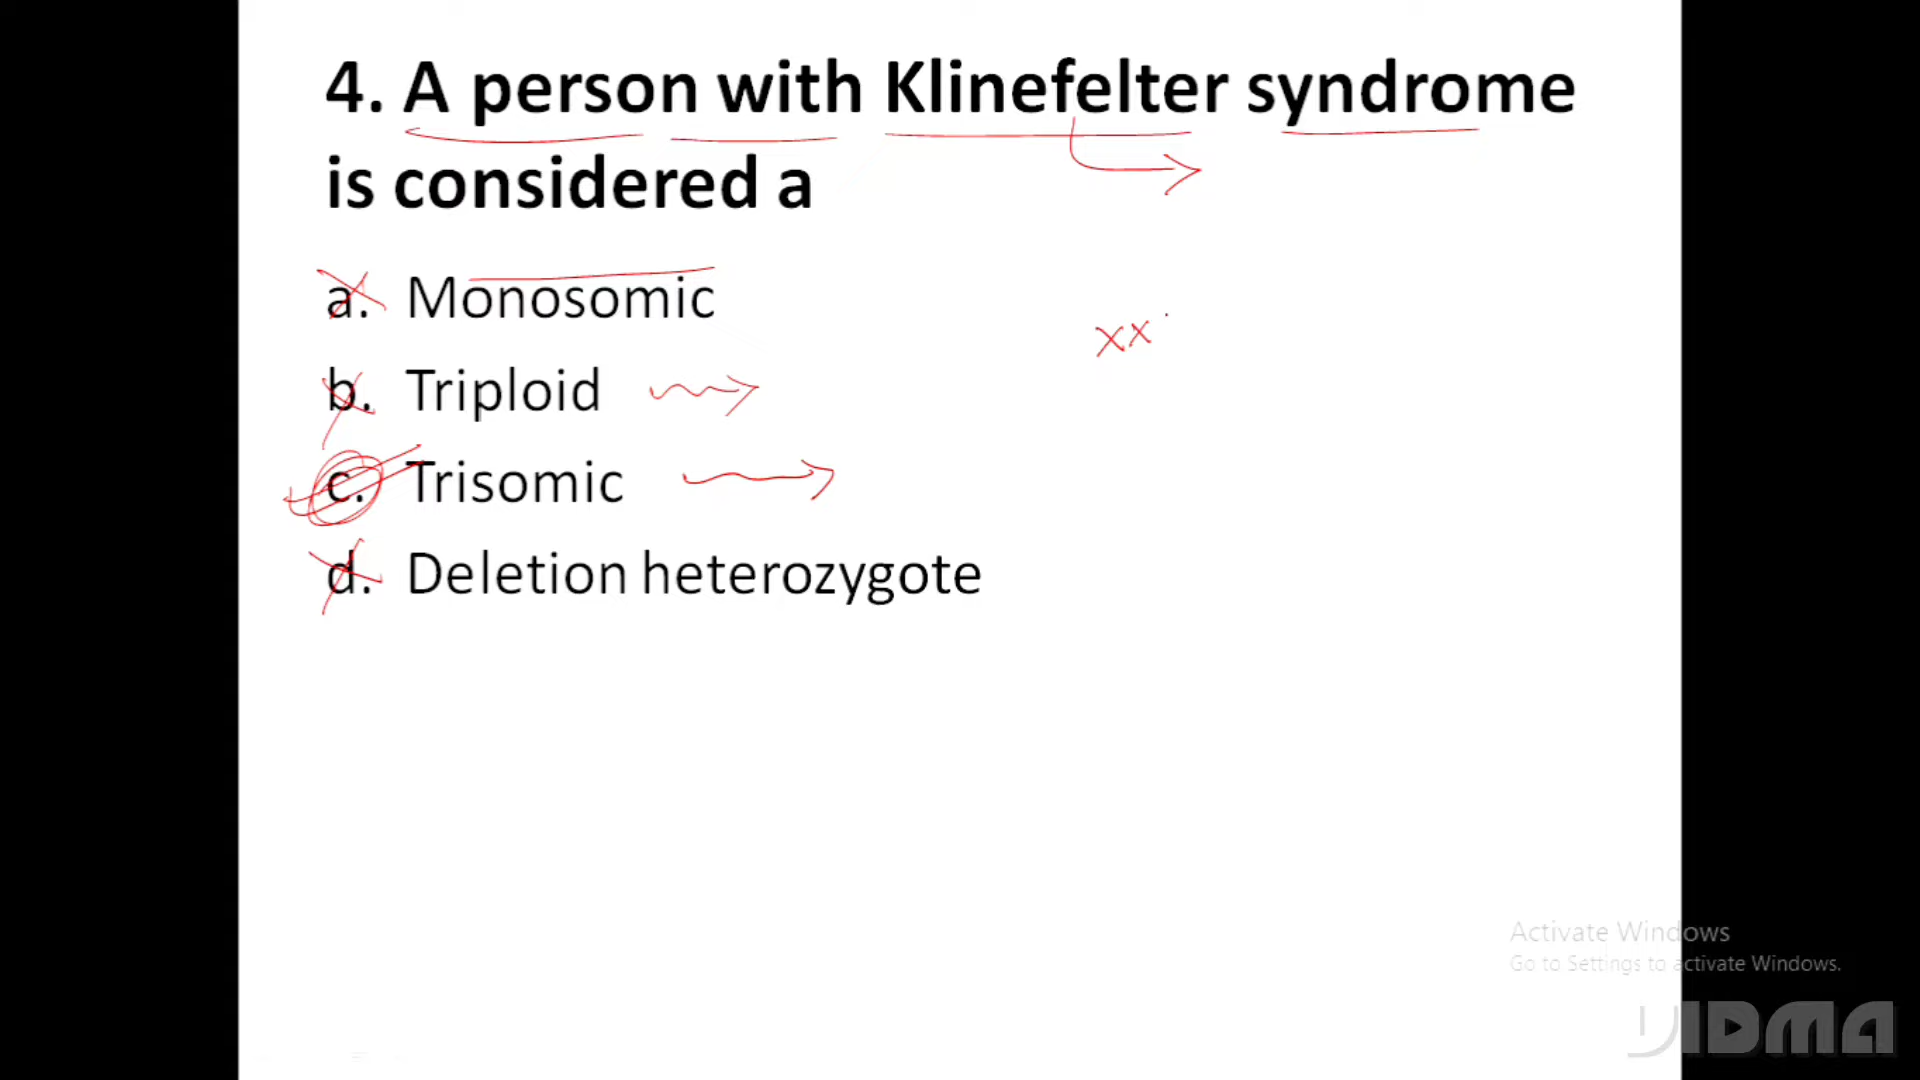 4. A person with Klinefelter syndrome
is considered a
a. Monosomic
xx
b. Triploid
c. Trisomic
d. Deletion heterozygote
Activate Windows
Go to Settings to activate Windows.
VIDMA